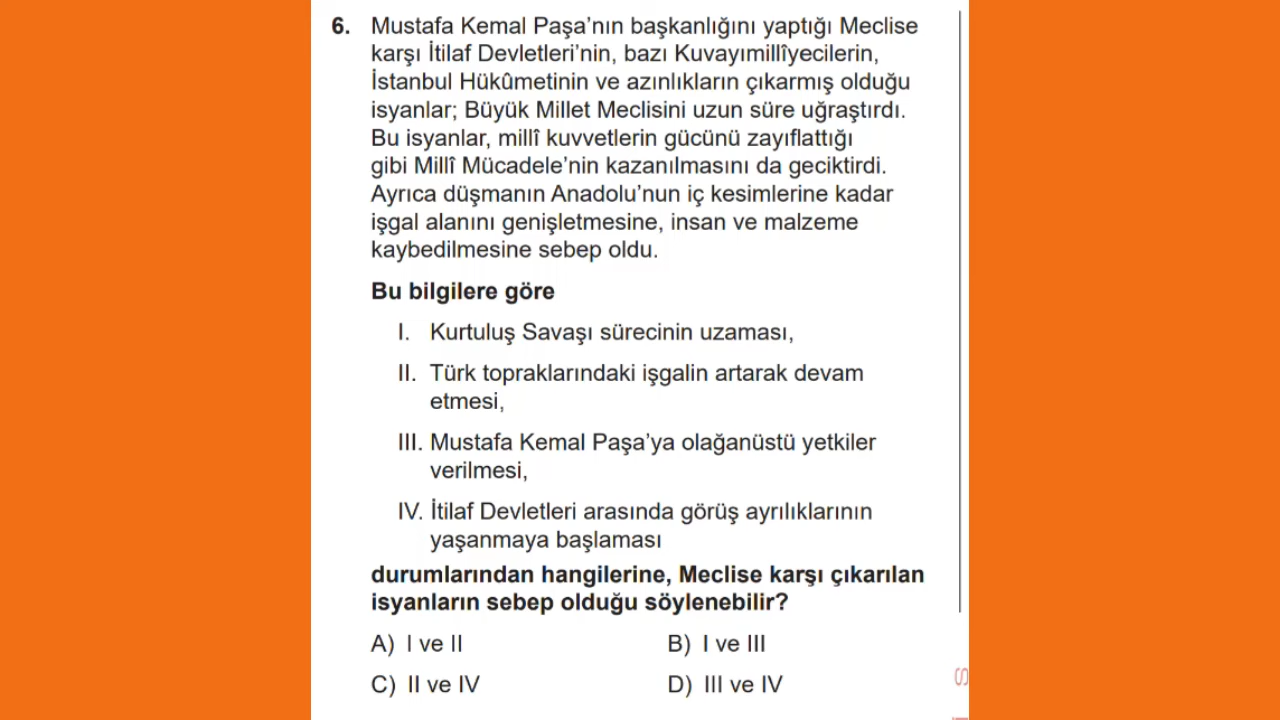 6. Mustafa Kemal Paşa’nın başkanlığını yaptığı Meclise
karşı İtilaf Devletleri’nin, bazı Kuvayımillîyecilerin,
İstanbul Hükûmetinin ve azınlıkların çıkarmış olduğu
isyanlar; Büyük Millet Meclisini uzun süre uğraştırdı.
Bu isyanlar, millî kuvvetlerin gücünü zayıflattığı
gibi Millî Mücadele’nin kazanılmasını da geciktirdi.
Ayrıca düşmanın Anadolu’nun iç kesimlerine kadar
işgal alanını genişletmesine, insan ve malzeme
kaybedilmesine sebep oldu.
Bu bilgilere göre
I. Kurtuluş Savaşı sürecinin uzaması,
II. Türk topraklarındaki işgalin artarak devam
etmesi,
III. Mustafa Kemal Paşa’ya olağanüstü yetkiler
verilmesi,
IV. İtilaf Devletleri arasında görüş ayrılıklarının
yaşanmaya başlaması
durumlarından hangilerine, Meclise karşı çıkarılan
isyanların sebep olduğu söylenebilir?
A) I ve II B) I ve III
C) II ve IV D) III ve IV